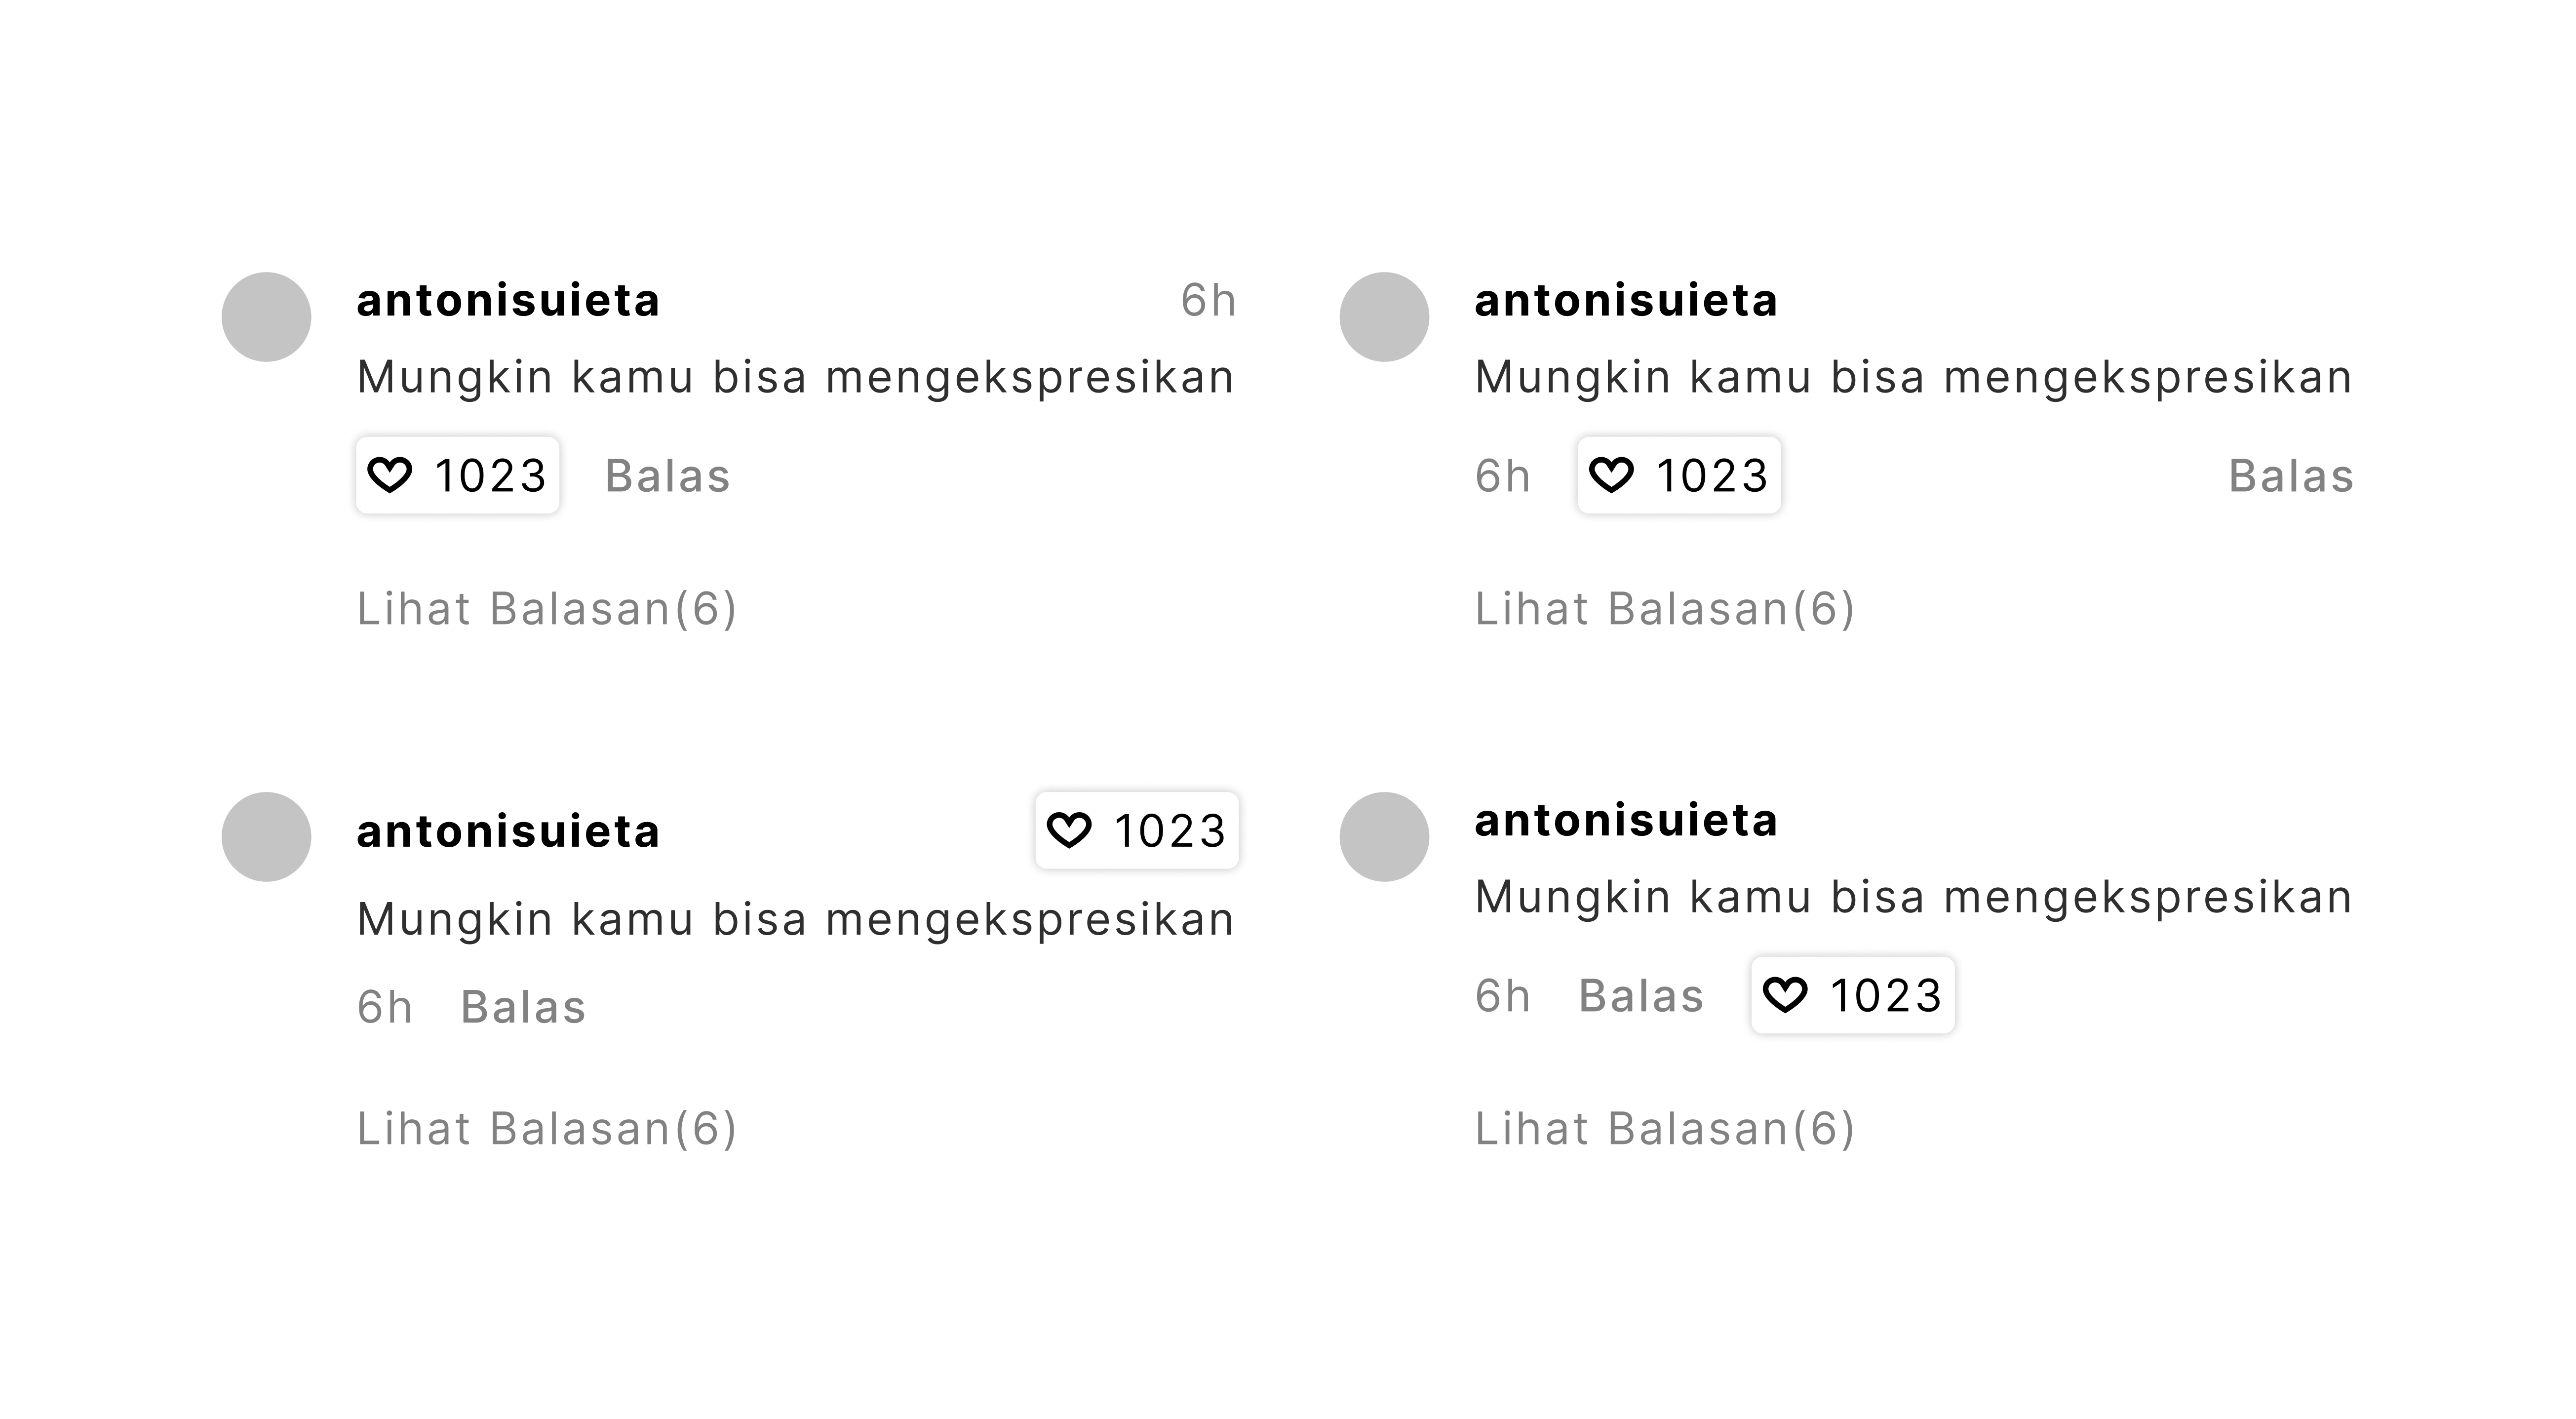 antonisuieta 6h
Mungkin kamu bisa mengekspresikan
1023 Balas
Lihat Balasan(6)
antonisuieta
Mungkin kamu bisa mengekspresikan
6h 1023 Balas
Lihat Balasan(6)
antonisuieta 1023
Mungkin kamu bisa mengekspresikan
6h Balas
Lihat Balasan(6)
antonisuieta
Mungkin kamu bisa mengekspresikan
6h Balas 1023
Lihat Balasan(6)